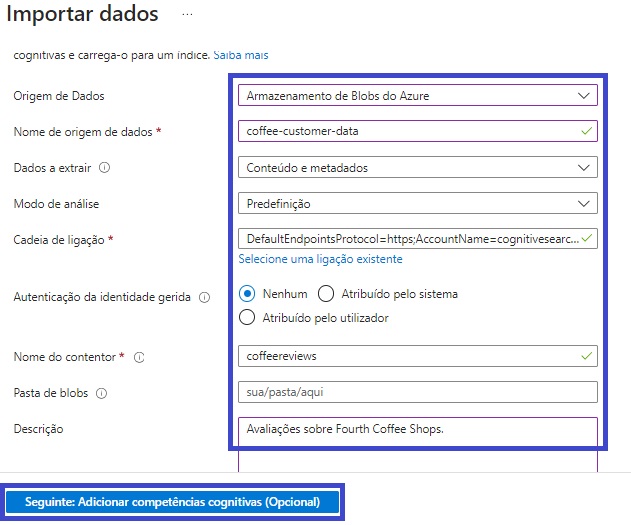 Importar dados ...
cognitivas e carrega-o para um índice. Saiba mais
Origem de Dados Armazenamento de Blobs do Azure
Nome de origem de dados * coffee-customer-data
Dados a extrair Conteúdo e metadados
Modo de análise Predefinição
Cadeia de ligação * DefaultEndpointsProtocol=https;AccountName=cognitivesearc...
Selecione uma ligação existente
Autenticação da identidade gerida Nenhum Atribuído pelo sistema
Atribuído pelo utilizador
Nome do contentor * coffeereviews
Pasta de blobs sua/pasta/aqui
Descrição Avaliações sobre Fourth Coffee Shops.
Seguinte: Adicionar competências cognitivas (Opcional)